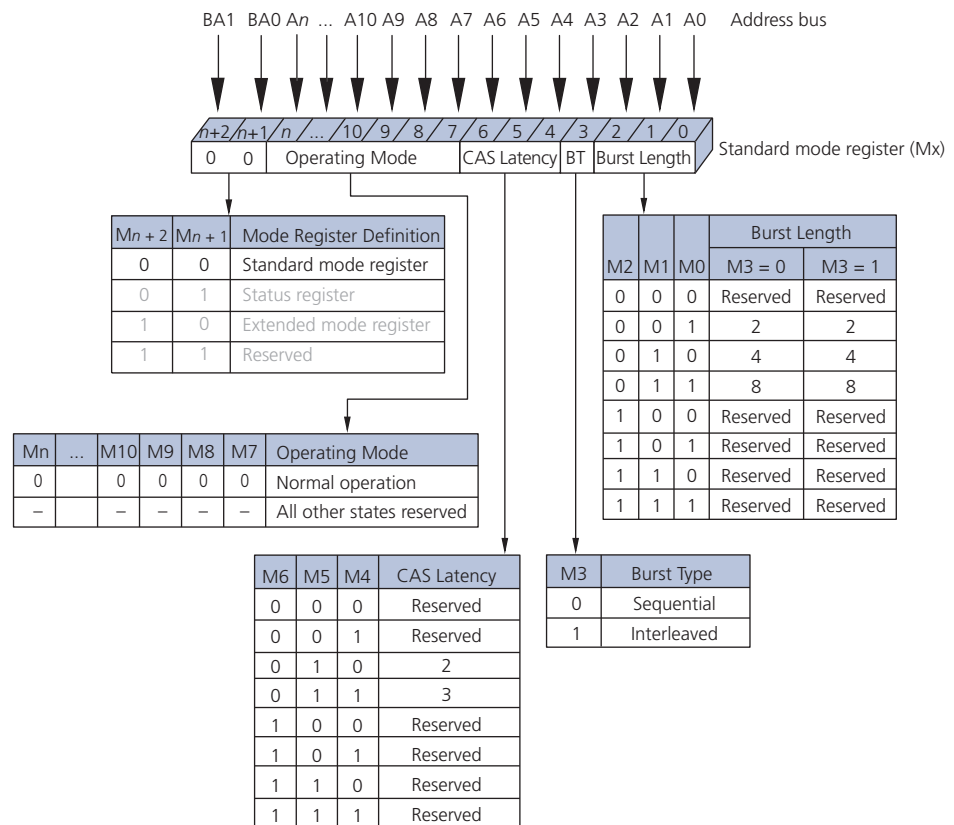 BA1 BA0 An ... A10 A9 A8 A7 A6 A5 A4 A3 A2 A1 A0 Address bus
n+2 n+1 n ... 10 9 8 7 6 5 4 3 2 1 0
Standard mode register (Mx)
0 0 Operating Mode CAS Latency BT Burst Length
Mn + 2 Mn + 1 Mode Register Definition
0 0 Standard mode register
0 1 Status register
1 0 Extended mode register
1 1 Reserved
Burst Length
M2 M1 M0 M3 = 0 M3 = 1
0 0 0 Reserved Reserved
0 0 1 2 2
0 1 0 4 4
0 1 1 8 8
1 0 0 Reserved Reserved
1 0 1 Reserved Reserved
1 1 0 Reserved Reserved
1 1 1 Reserved Reserved
Mn ... M10 M9 M8 M7 Operating Mode
0 0 0 0 0 Normal operation
– – – – – All other states reserved
M6 M5 M4 CAS Latency
0 0 0 Reserved
0 0 1 Reserved
0 1 0 2
0 1 1 3
1 0 0 Reserved
1 0 1 Reserved
1 1 0 Reserved
1 1 1 Reserved
M3 Burst Type
0 Sequential
1 Interleaved